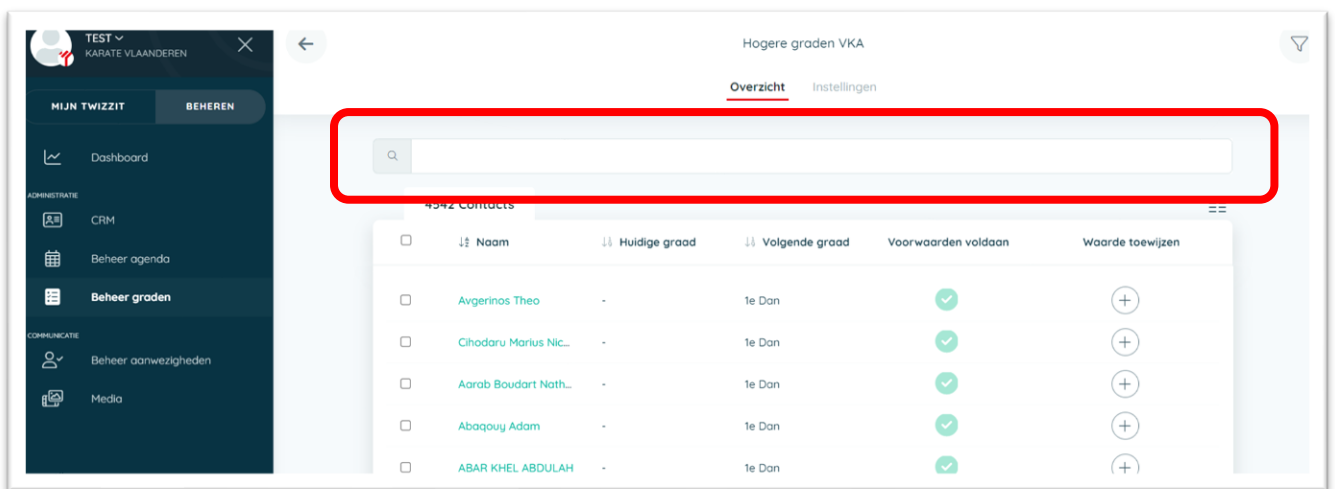 TEST
KARATE VLAANDEREN
Hogere graden VKA
MIJN TWIZZIT BEHEREN
Overzicht Instellingen
Dashboard
ADMINISTRATIE
CRM
Beheer agenda
Beheer graden
COMMUNICATIE
Beheer aanwezigheden
Media
4542 Contacts
Naam Huidige graad Volgende graad Voorwaarden voldaan Waarde toewijzen
Avgerinos Theo - 1e Dan
Cihodaru Marius Nic... - 1e Dan
Aarab Boudart Nath... - 1e Dan
Abaqouy Adam - 1e Dan
ABAR KHEL ABDULAH - 1e Dan